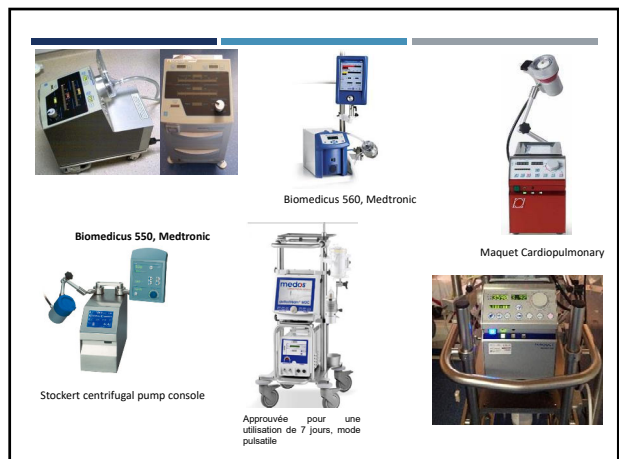 Biomedicus 560, Medtronic
Biomedicus 550, Medtronic
Maquet Cardiopulmonary
medos
Stockert centrifugal pump console
Approuvée pour une
utilisation de 7 jours, mode
pulsatile